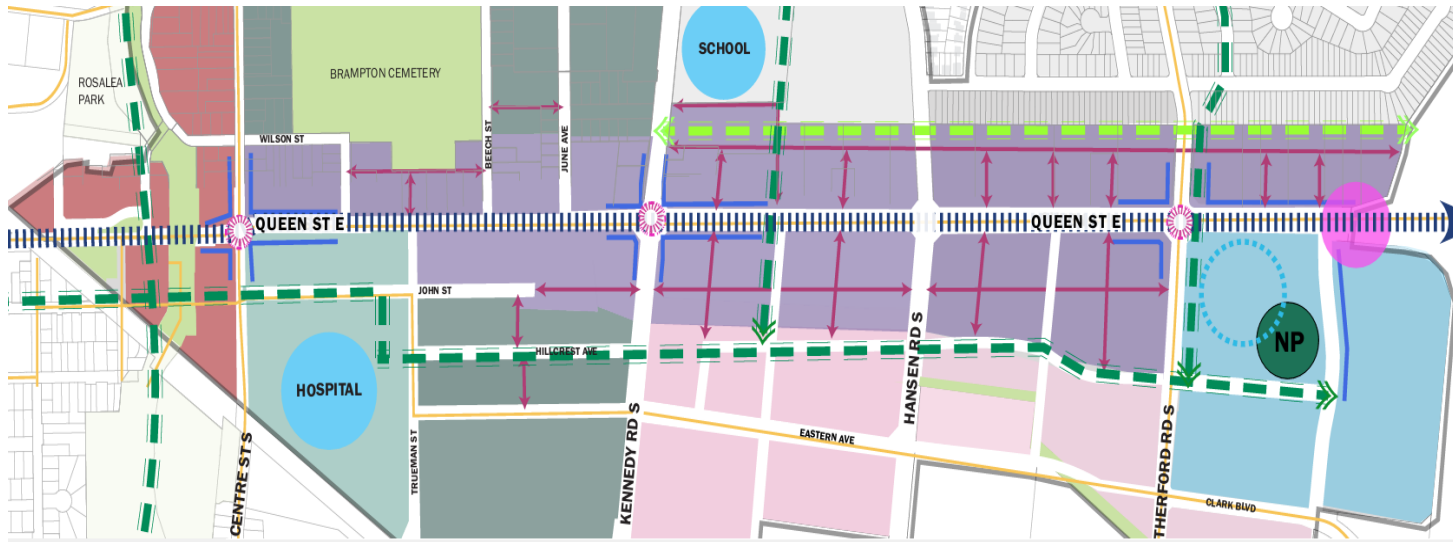 SCHOOL
ROSALEA
PARK
BRAMPTON CEMETERY
WILSON ST
BEECH ST
JUNE AVE
QUEEN ST E
QUEEN ST E
JOHN ST
HILLCREST AVE
HOSPITAL
NP
HANSEN RD S
KENNEDY RD S
EASTERN AVE
TRUEMAN ST
CENTRE ST S
THERFORD RD S
CLARK BLVD